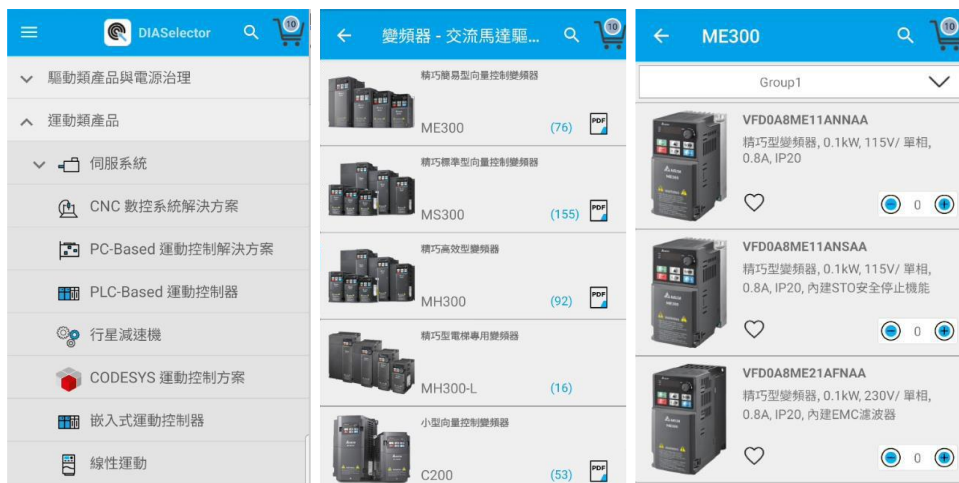 DIASelector
10
驅動類產品與電源治理
運動類產品
伺服系統
CNC 數控系統解決方案
PC-Based 運動控制解決方案
PLC-Based 運動控制器
行星減速機
CODESYS 運動控制方案
嵌入式運動控制器
線性運動
變頻器 - 交流馬達驅...
10
精巧簡易型向量控制變頻器
ME300
(76)
PDF
精巧標準型向量控制變頻器
MS300
(155)
PDF
精巧高效型變頻器
MH300
(92)
PDF
精巧型電梯專用變頻器
MH300-L
(16)
小型向量控制變頻器
C200
(53)
PDF
ME300
10
Group1
VFD0A8ME11ANNAA
精巧型變頻器, 0.1kW, 115V/ 單相,
0.8A, IP20
0
VFD0A8ME11ANSAA
精巧型變頻器, 0.1kW, 115V/ 單相,
0.8A, IP20, 內建STO安全停止機能
0
VFD0A8ME21AFNAA
精巧型變頻器, 0.1kW, 230V/ 單相,
0.8A, IP20, 內建EMC濾波器
0